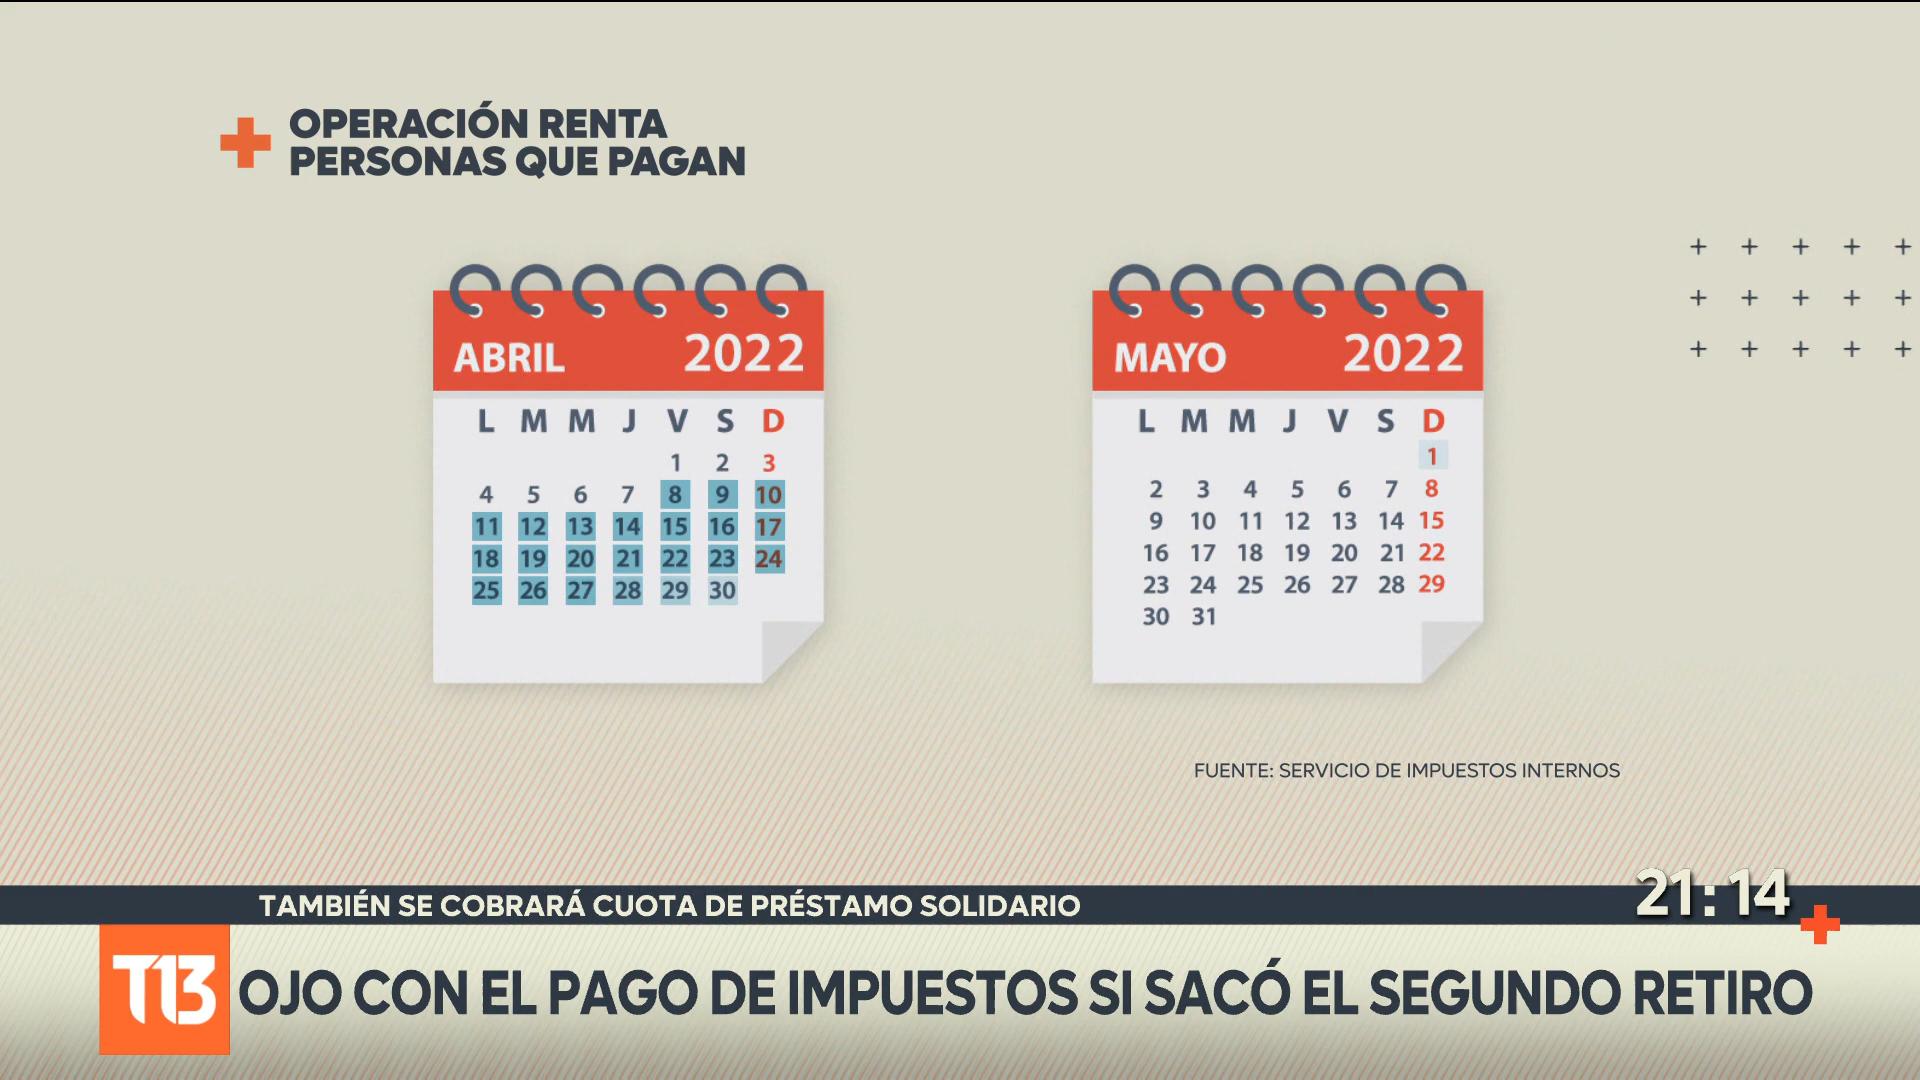 OPERACIÓN RENTA
PERSONAS QUE PAGAN
ABRIL 2022
L M M J V S D
1 2 3
4 5 6 7 8 9 10
11 12 13 14 15 16 17
18 19 20 21 22 23 24
25 26 27 28 29 30
MAYO 2022
L M M J V S D
1
2 3 4 5 6 7 8
9 10 11 12 13 14 15
16 17 18 19 20 21 22
23 24 25 26 27 28 29
30 31
FUENTE: SERVICIO DE IMPUESTOS INTERNOS
TAMBIÉN SE COBRARÁ CUOTA DE PRÉSTAMO SOLIDARIO
21:14
T13
OJO CON EL PAGO DE IMPUESTOS SI SACÓ EL SEGUNDO RETIRO